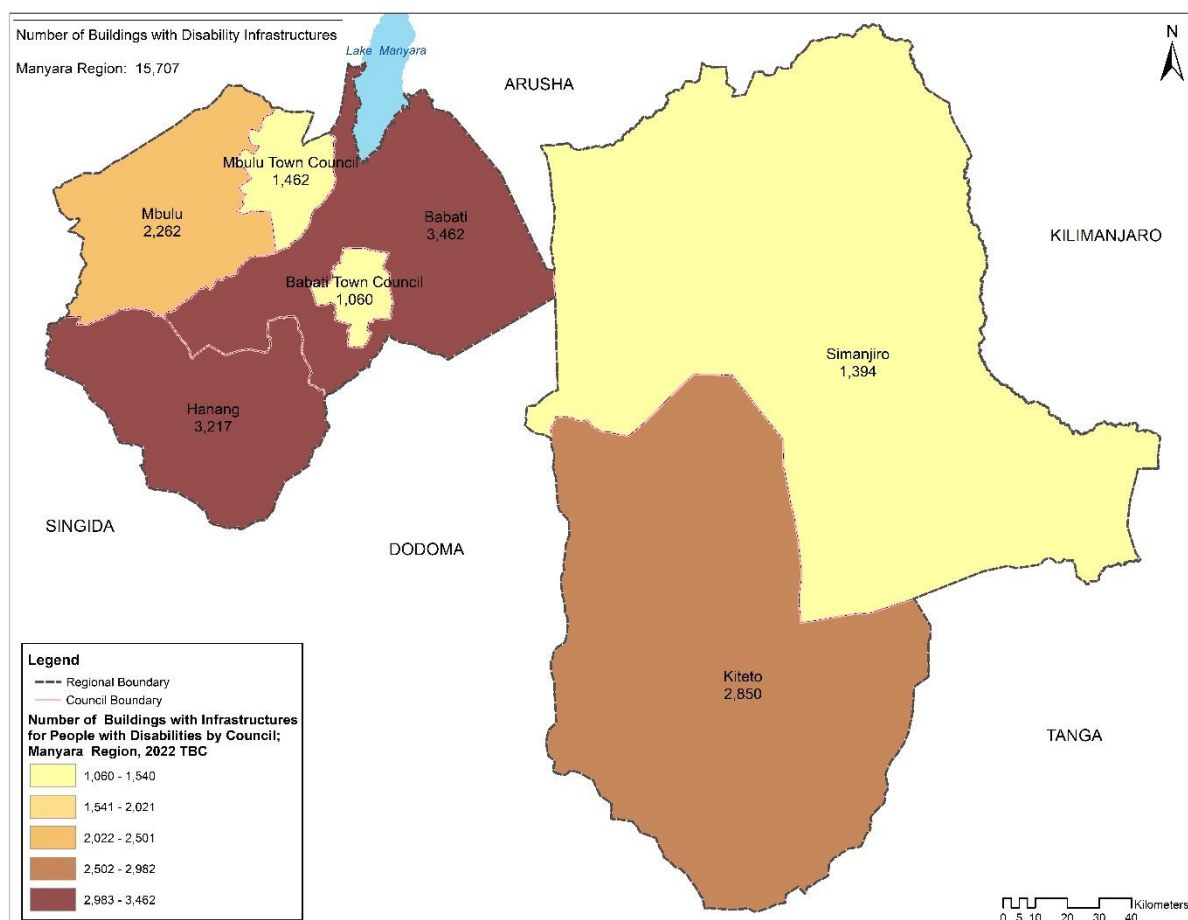 Number of Buildings with Disability Infrastructures
Manyara Region: 15,707
Lake Manyara
ARUSHA
N
Mbulu Town Council
1,462
Mbulu
2,262
Babati
3,462
KILIMANJARO
Babati Town Council
1,060
Simanjiro
1,394
Hanang
3,217
SINGIDA
DODOMA
Kiteto
2,850
TANGA
Legend
Regional Boundary
Council Boundary
Number of Buildings with Infrastructures
for People with Disabilities by Council;
Manyara Region, 2022 TBC
1,060 - 1,540
1,541 - 2,021
2,022 - 2,501
2,502 - 2,982
2,983 - 3,462
Kilometers
0 5 10 20 30 40